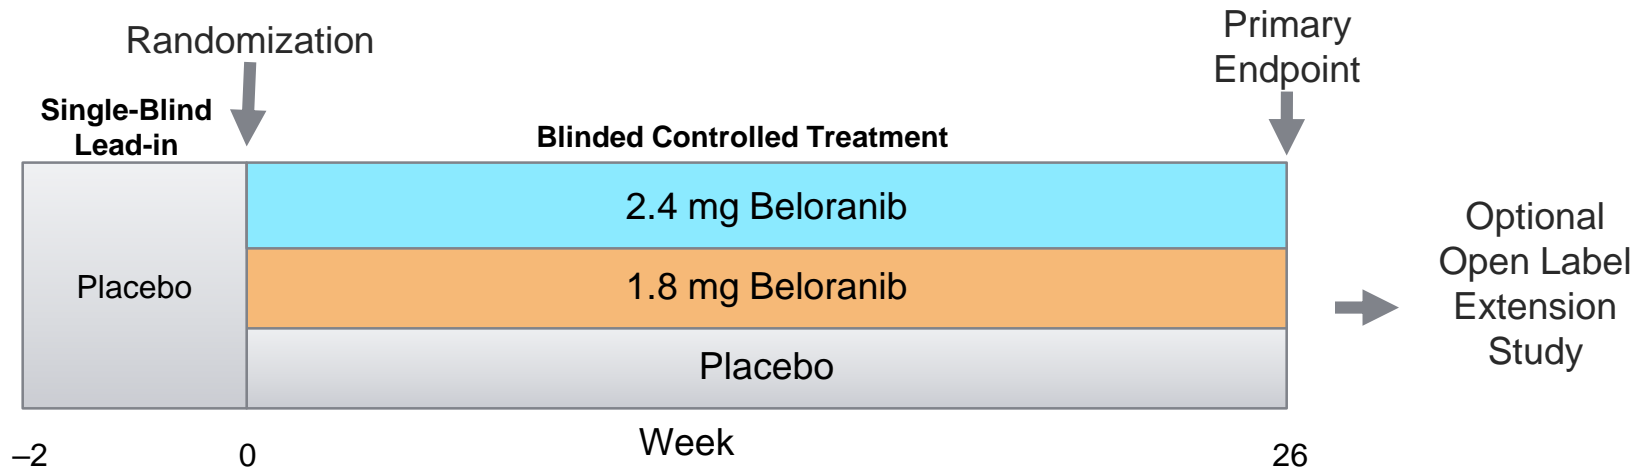 Randomization
Primary
Endpoint
Single-Blind
Lead-in
Blinded Controlled Treatment
2.4 mg Beloranib
Placebo
1.8 mg Beloranib
Placebo
Optional
Open Label
Extension
Study
–2
0
Week
26